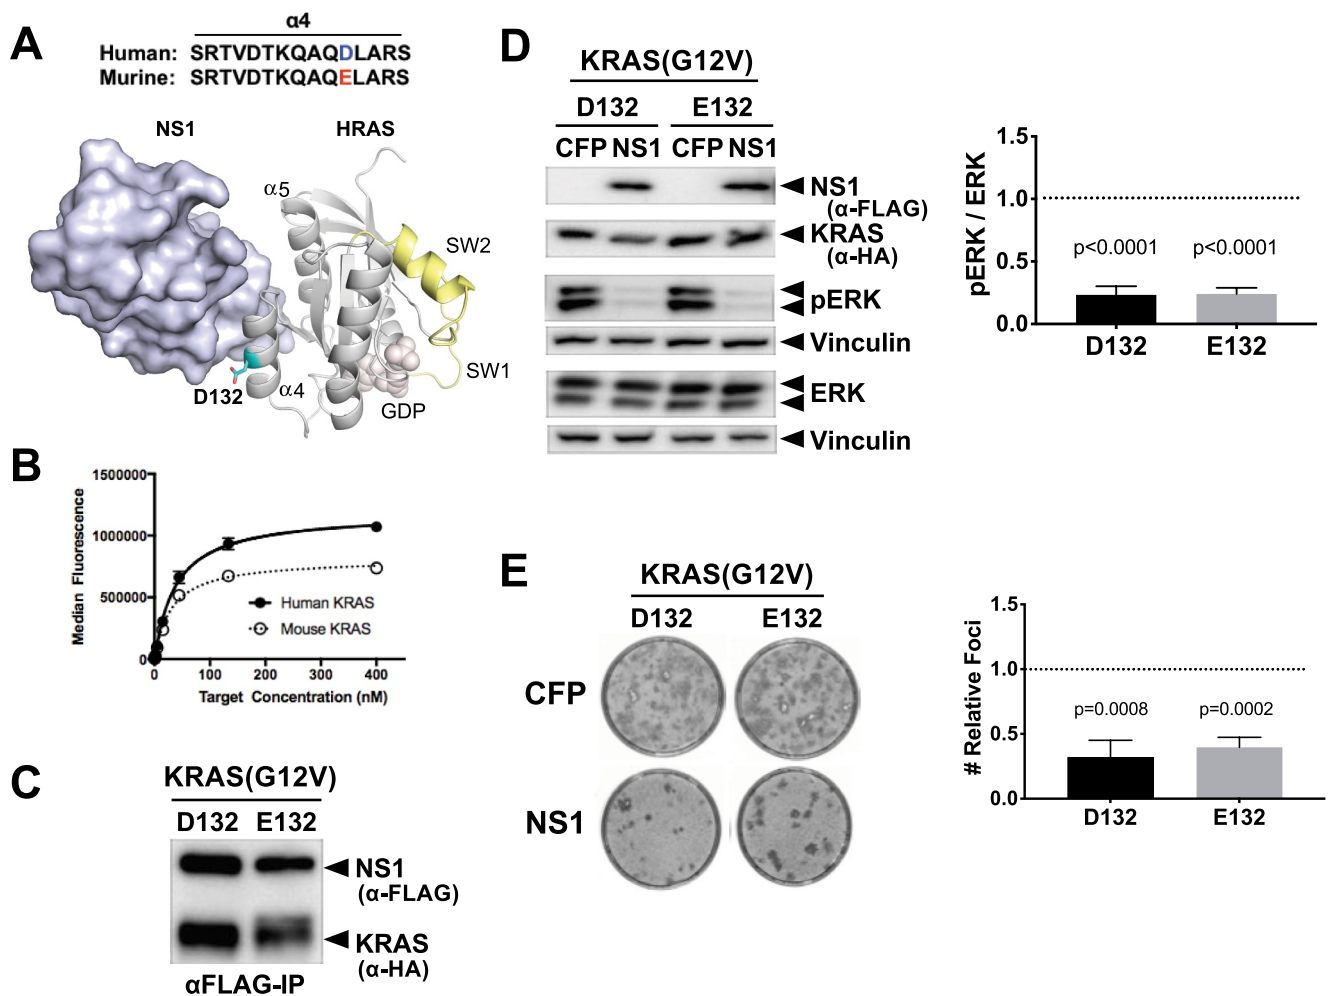 A
α4
Human: SRTVDTKQAQDLARS
Murine: SRTVDTKQAQELARS
NS1
HRAS
α5
SW2
SW1
D132
α4
GDP
B
1500000
1000000
500000
0
0 100 200 300 400
Median Fluorescence
Target Concentration (nM)
Human KRAS
Mouse KRAS
C
KRAS(G12V)
D132 E132
NS1
(α-FLAG)
KRAS
(α-HA)
αFLAG-IP
D
KRAS(G12V)
D132 E132
CFP NS1 CFP NS1
NS1
(α-FLAG)
KRAS
(α-HA)
pERK
Vinculin
ERK
Vinculin
pERK / ERK
1.5
1.0
0.5
0.0
p<0.0001 p<0.0001
D132 E132
E
KRAS(G12V)
D132 E132
CFP
NS1
# Relative Foci
1.5
1.0
0.5
0.0
p=0.0008 p=0.0002
D132 E132